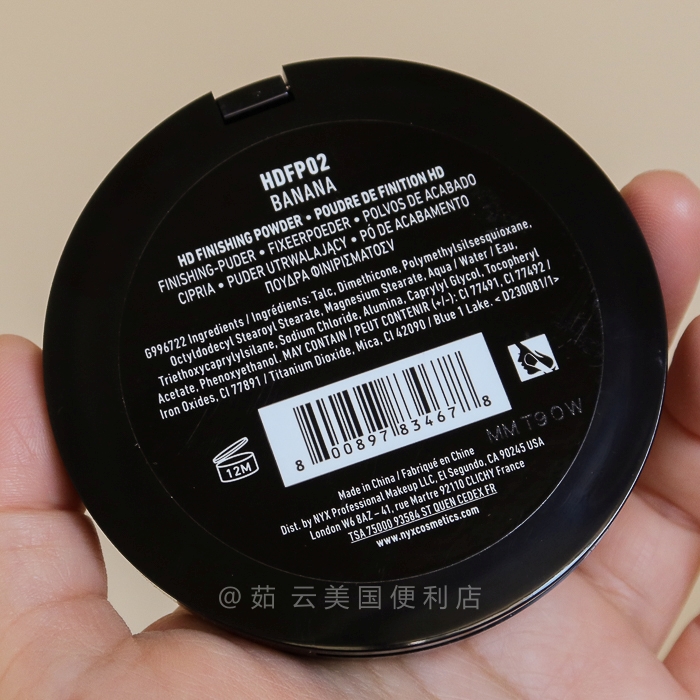 HDFP02
BANANA
HD FINISHING POWDER • POUDRE DE FINITION HD
FINISHING-PUDER • FIXEERPOEDER • POLVOS DE ACABADO
CIPRIA • PUDER UTRWALAJĄCY • PÓ DE ACABAMENTO
ΠΟΥΔΡΑ ΦΙΝΙΡΙΣΜΑΤΟΣV
G996722 Ingredients / Ingrédients: Talc, Dimethicone, Polymethylsilsesquioxane,
Octyldodecyl Stearoyl Stearate, Magnesium Stearate, Aqua / Water / Eau,
Triethoxycaprylylsilane, Sodium Chloride, Alumina, Caprylyl Glycol, Tocopheryl
Acetate, Phenoxyethanol. MAY CONTAIN / PEUT CONTENIR (+/-): CI 77491, CI 77492 /
Iron Oxides, CI 77891 / Titanium Dioxide, Mica, CI 42090 / Blue 1 Lake. < D230081/1>
8 00897 83467 8
MMT90W
12M
Made in China / Fabriqué en Chine
Dist. by NYX Professional Makeup LLC, El Segundo, CA 90245 USA
London W6 8AZ – 41, rue Martre 92110 CLICHY France
TSA 75000 93584 ST OUEN CEDEX FR
www.nyxcosmetics.com
@茹 云美国便利店